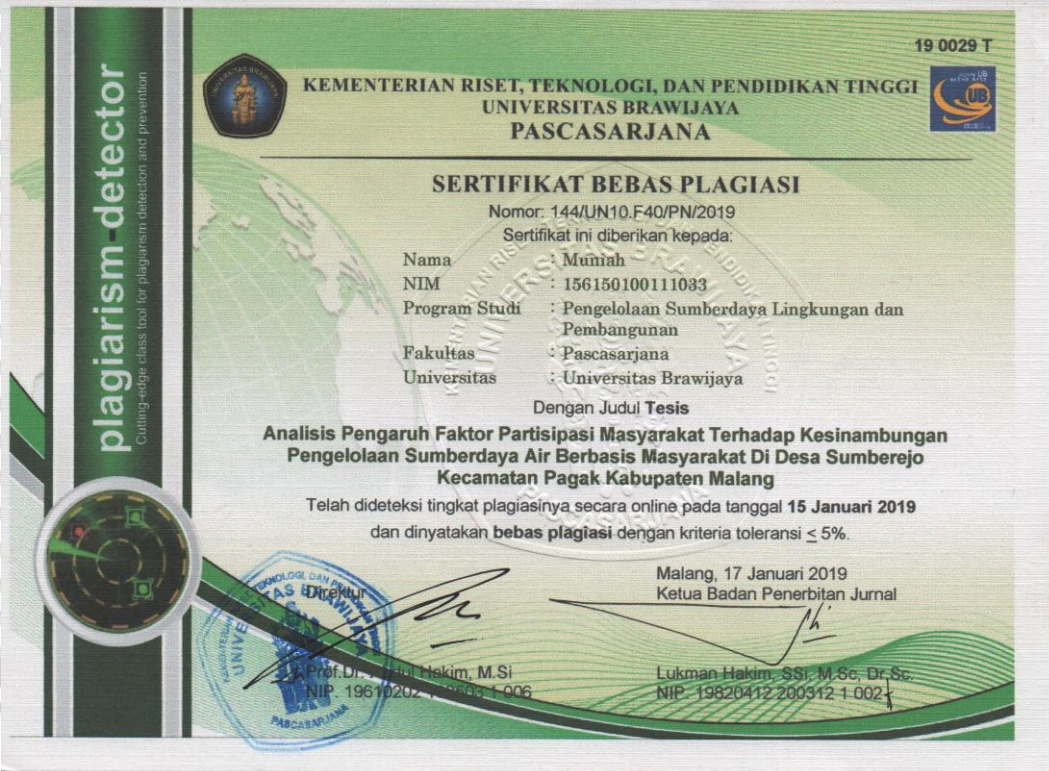 19 0029 T
KEMENTERIAN RISET, TEKNOLOGI, DAN PENDIDIKAN TINGGI
UNIVERSITAS BRAWIJAYA
PASCASARJANA
plagiarism-detector
Cutting-edge class tool for plagiarism detection and prevention
SERTIFIKAT BEBAS PLAGIASI
Nomor: 144/UN10.F40/PN/2019
Sertifikat ini diberikan kepada:
Nama : Muniah
NIM : 156150100111033
Program Studi : Pengelolaan Sumberdaya Lingkungan dan
Pembangunan
Fakultas : Pascasarjana
Universitas : Universitas Brawijaya
Dengan Judul Tesis
Analisis Pengaruh Faktor Partisipasi Masyarakat Terhadap Kesinambungan
Pengelolaan Sumberdaya Air Berbasis Masyarakat Di Desa Sumberejo
Kecamatan Pagak Kabupaten Malang
Telah dideteksi tingkat plagiasinya secara online pada tanggal 15 Januari 2019
dan dinyatakan bebas plagiasi dengan kriteria toleransi ≤ 5%.
Malang, 17 Januari 2019
Direktur
Ketua Badan Penerbitan Jurnal
Prof.Dr. Hakim, M.Si
NIP. 19610202 1 006
Lukman Hakim, SSi, M.Sc, Dr.Sc.
NIP. 19820412 200312 1 002
PASCASARJANA